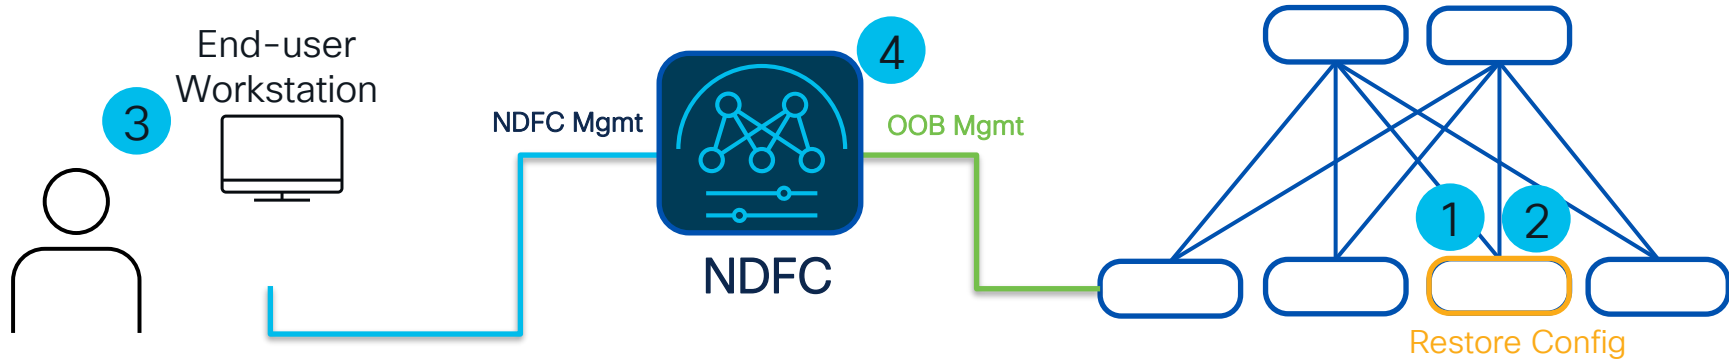 End-user
Workstation
3
NDFC Mgmt
4
OOB Mgmt
NDFC
1
2
Restore Config